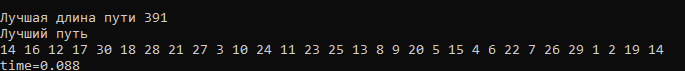 Лучшая длина пути 391
Лучший путь
14 16 12 17 30 18 28 21 27 3 10 24 11 23 25 13 8 9 20 5 15 4 6 22 7 26 29 1 2 19 14
time=0.088